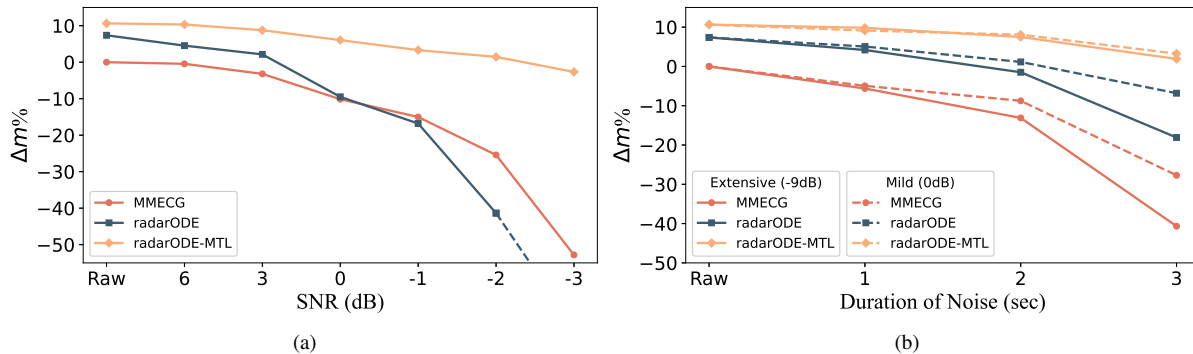 10
0
−10
−20
−30
−40
−50
Δm%
MMECG
radarODE
radarODE-MTL
Raw 6 3 0 -1 -2 -3
SNR (dB)
(a)
10
0
−10
−20
−30
−40
−50
Δm%
Extensive (-9dB) Mild (0dB)
MMECG MMECG
radarODE radarODE
radarODE-MTL radarODE-MTL
Raw 1 2 3
Duration of Noise (sec)
(b)